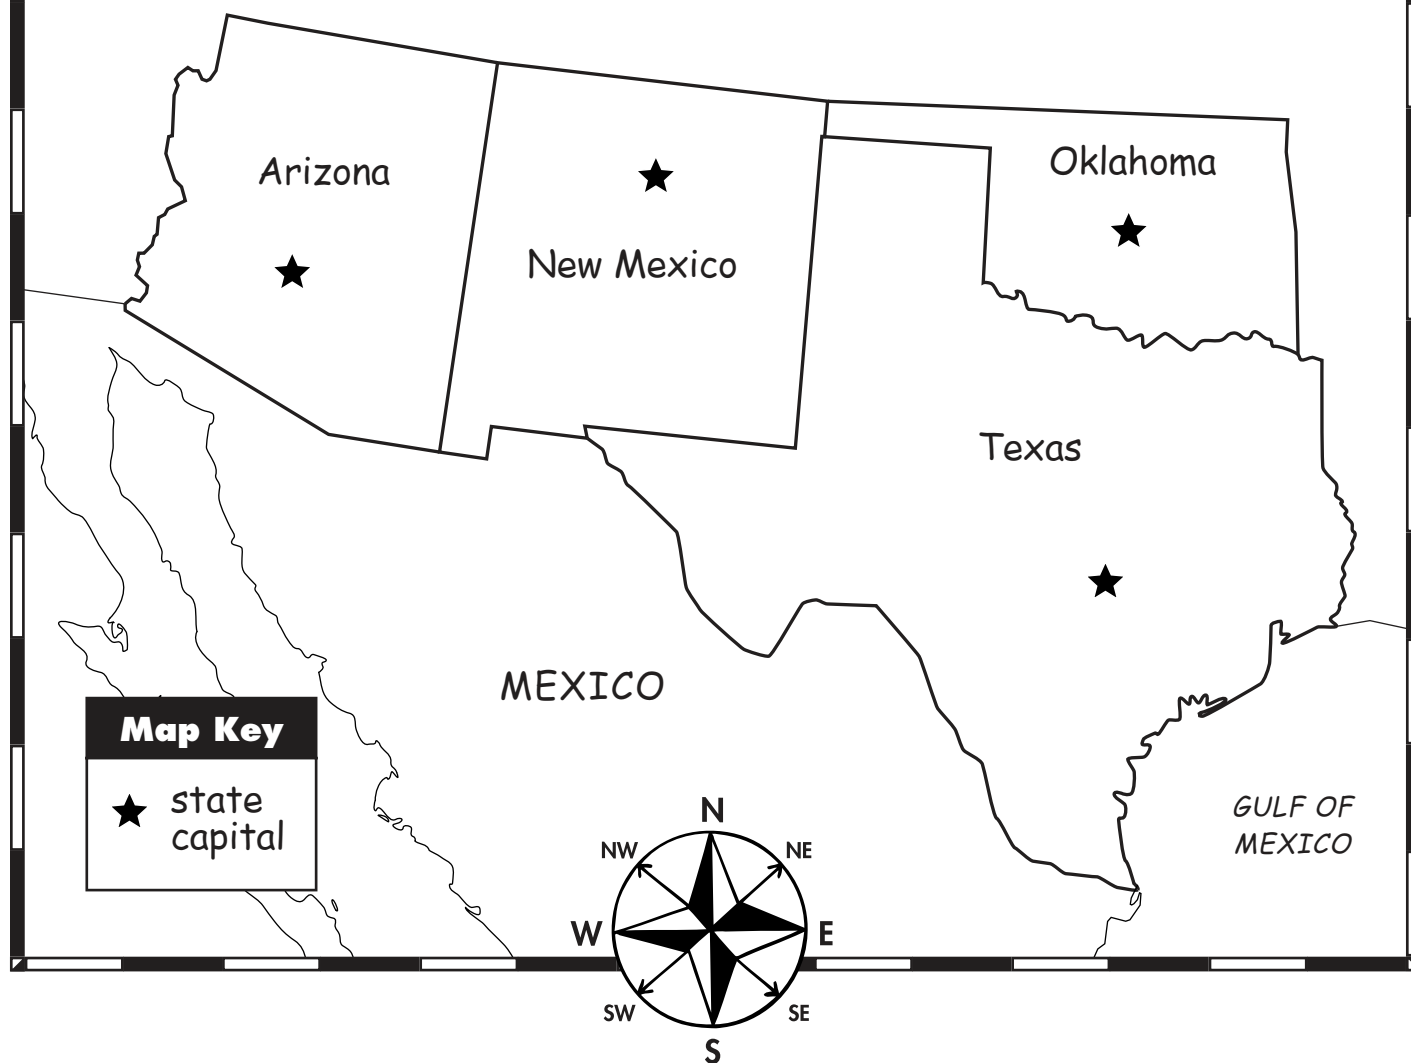 Arizona
Oklahoma
New Mexico
Texas
MEXICO
Map Key
state
capital
GULF OF
MEXICO
N
NW
NE
W
E
SW
SE
S